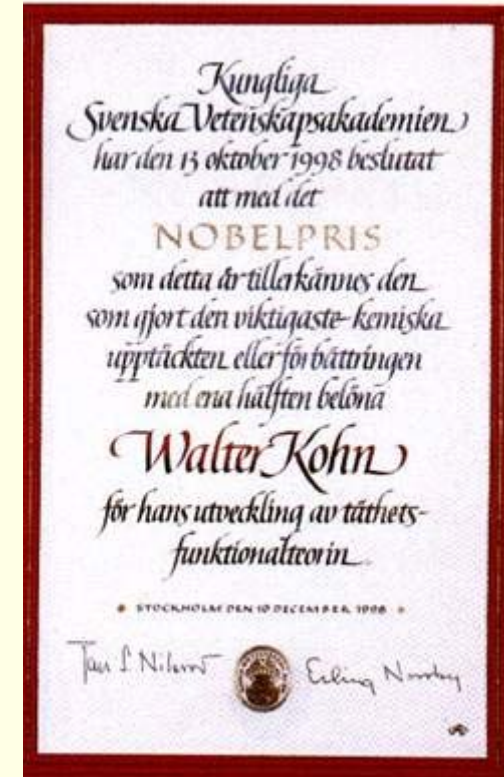 Kungliga
Svenska Vetenskapsakademien
har den 13 oktober 1998 beslutat
att med det
NOBELPRIS
som detta år tillerkännes den
som gjort den viktigaste kemiska
upptäckten eller förbättringen
med ena hälften belöna
Walter Kohn
för hans utveckling av täthets-
funktionalteorin
STOCKHOLM DEN 10 DECEMBER 1998
Erling Norrby